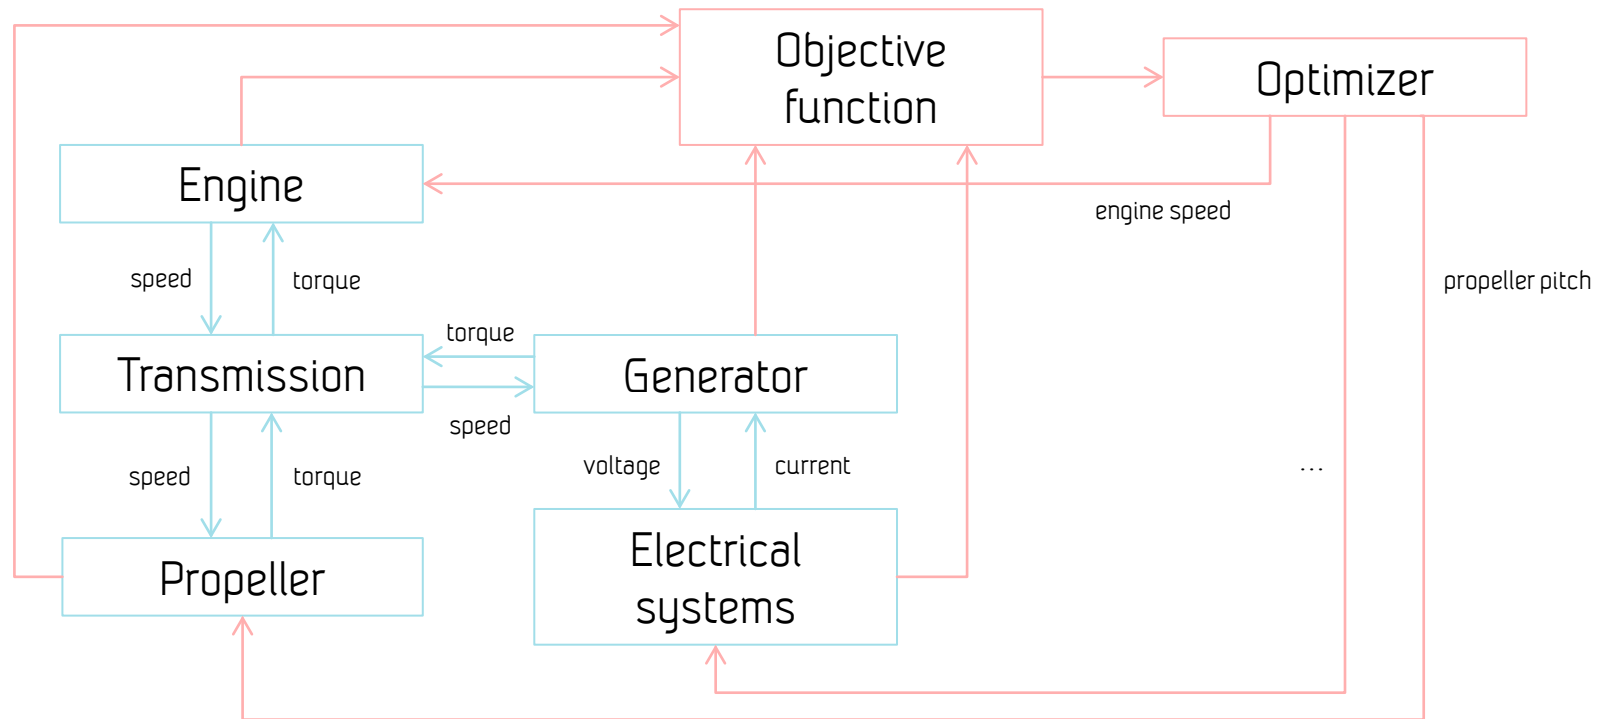 Objective
function
Optimizer
Engine
engine speed
speed
torque
propeller pitch
torque
Transmission
Generator
speed
voltage
current
...
speed
torque
Electrical
systems
Propeller